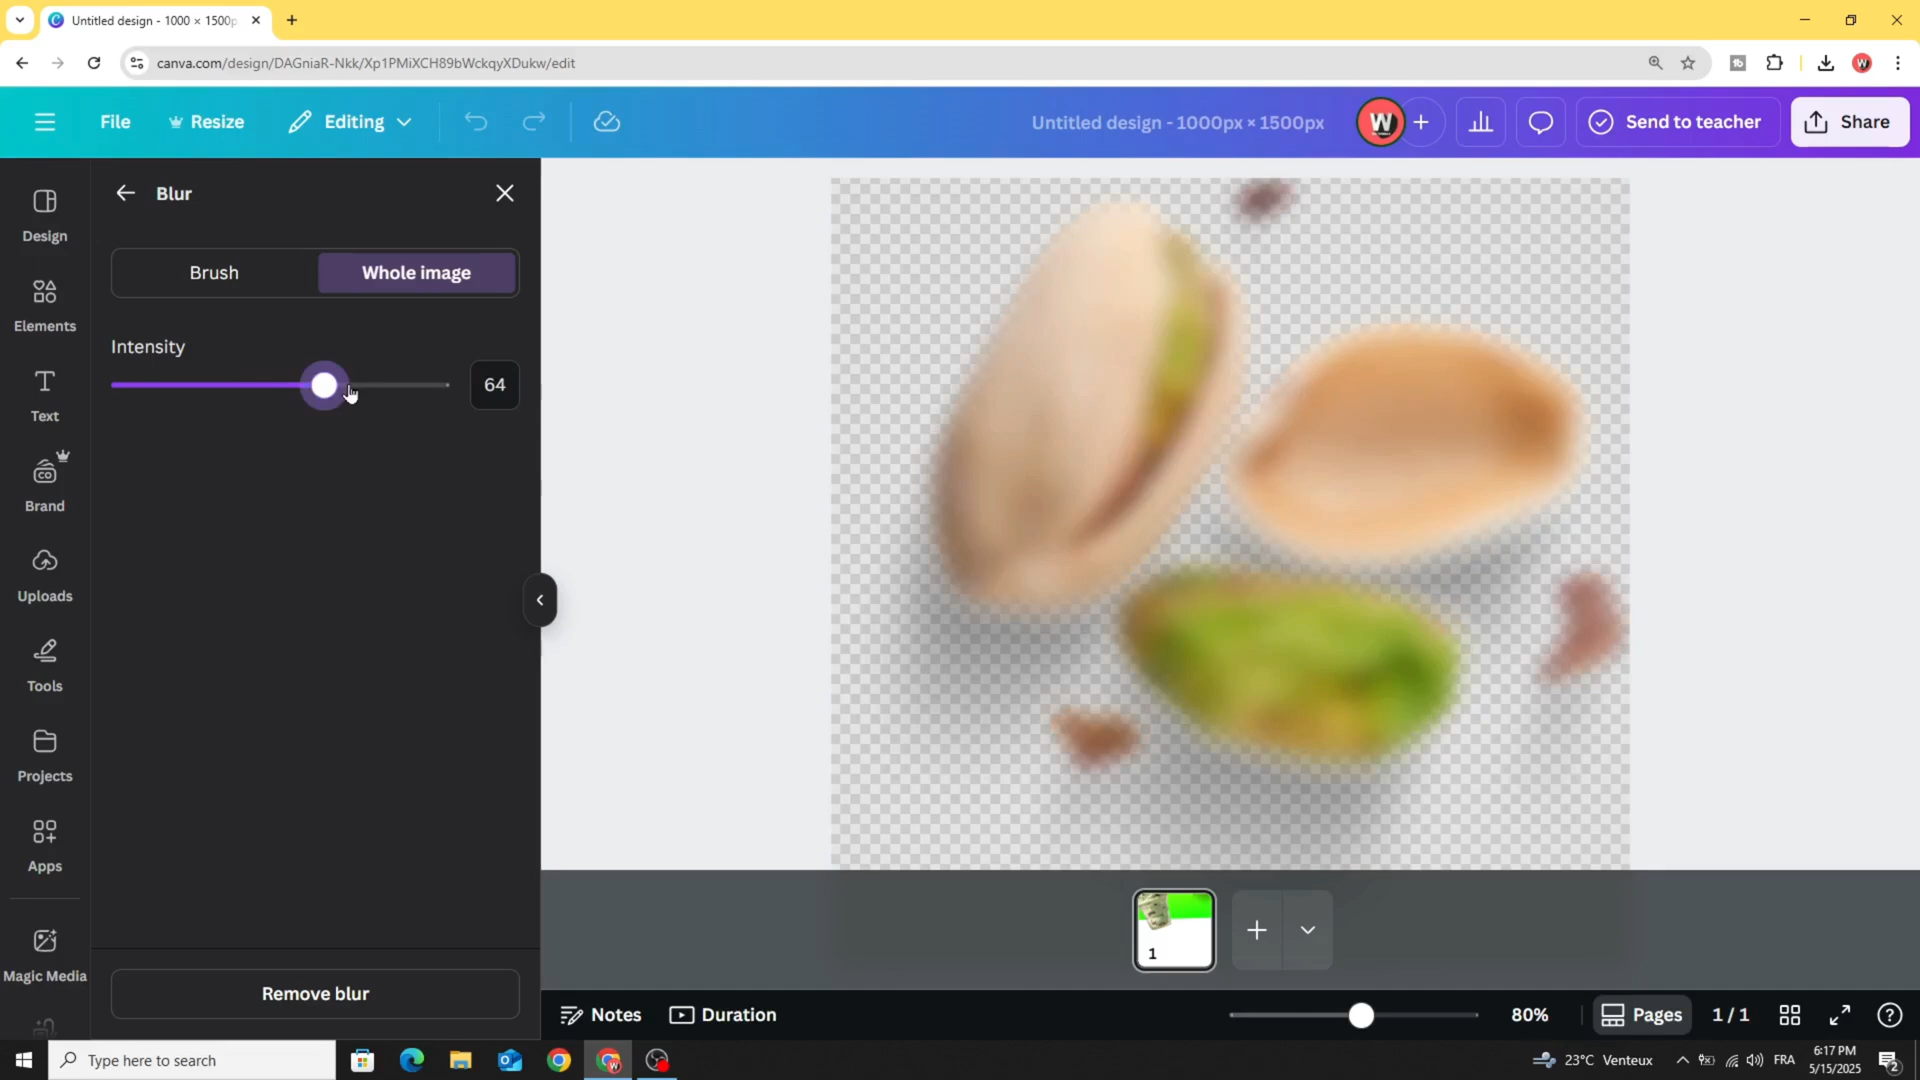 Untitled design - 1000 × 1500p
canva.com/design/DAGniaR-Nkk/Xp1PMiXCH89bWckqyXDukw/edit
File
Resize
Editing
Untitled design - 1000px × 1500px
W
Send to teacher
Share
Design
Elements
Text
Brand
Uploads
Tools
Projects
Apps
Magic Media
Blur
Brush
Whole image
Intensity
64
Remove blur
1
Notes
Duration
80%
Pages
1 / 1
Type here to search
23°C Venteux
FRA
6:17 PM
5/15/2025
2